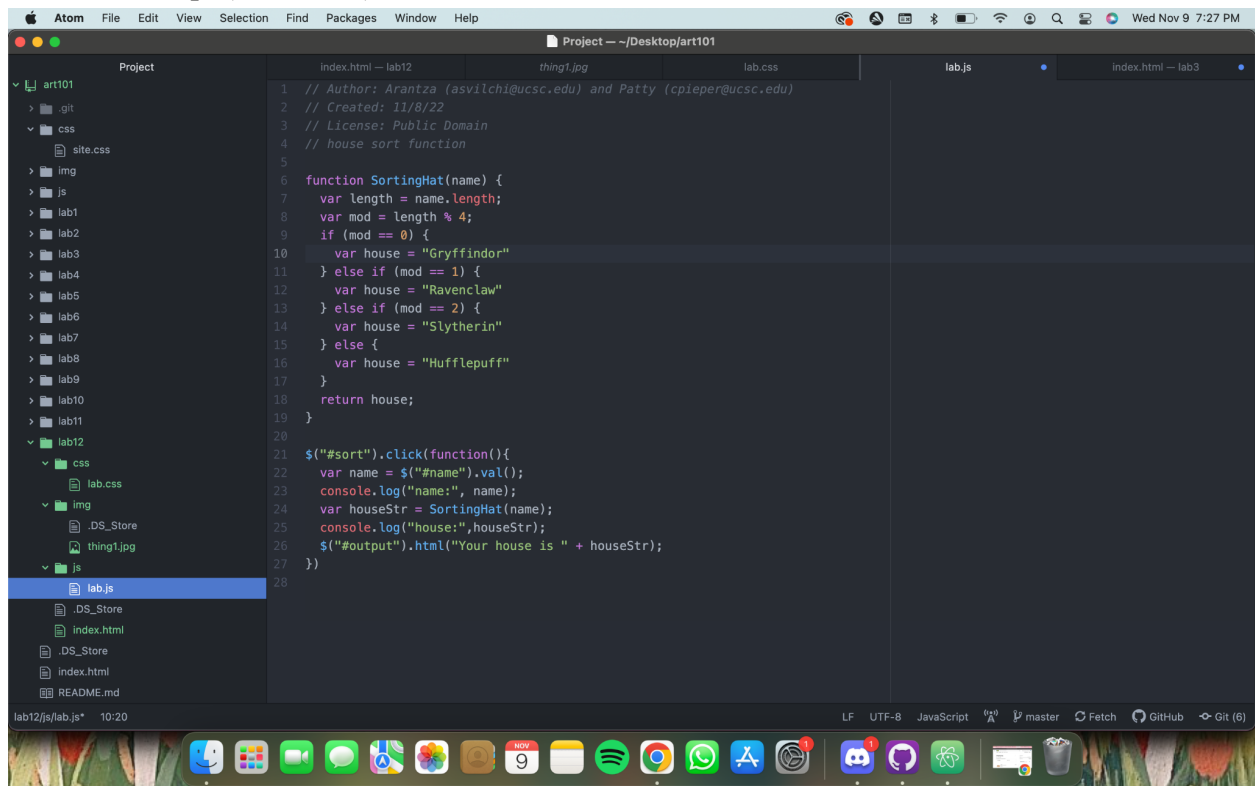 Atom File Edit View Selection Find Packages Window Help Wed Nov 9 7:27 PM
Project — ~/Desktop/art101
Project index.html — lab12 thing1.jpg lab.css lab.js index.html — lab3
art101
.git
css
site.css
img
js
lab1
lab2
lab3
lab4
lab5
lab6
lab7
lab8
lab9
lab10
lab11
lab12
css
lab.css
img
.DS_Store
thing1.jpg
js
lab.js
.DS_Store
index.html
.DS_Store
index.html
README.md
1 // Author: Arantza (asvilchi@ucsc.edu) and Patty (cpieper@ucsc.edu)
2 // Created: 11/8/22
3 // License: Public Domain
4 // house sort function
5
6 function SortingHat(name) {
7 var length = name.length;
8 var mod = length % 4;
9 if (mod == 0) {
10 var house = "Gryffindor"
11 } else if (mod == 1) {
12 var house = "Ravenclaw"
13 } else if (mod == 2) {
14 var house = "Slytherin"
15 } else {
16 var house = "Hufflepuff"
17 }
18 return house;
19 }
20
21 $("#sort").click(function(){
22 var name = $("#name").val();
23 console.log("name:", name);
24 var houseStr = SortingHat(name);
25 console.log("house:",houseStr);
26 $("#output").html("Your house is " + houseStr);
27 })
28
lab12/js/lab.js* 10:20 LF UTF-8 JavaScript master Fetch GitHub Git (6)
NOV
9
1
1